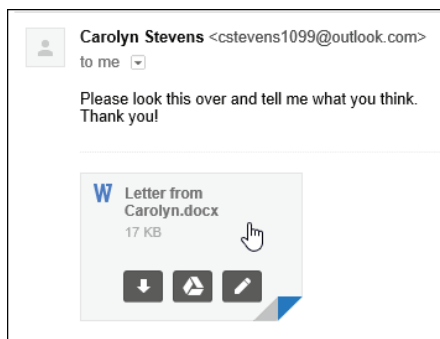 Carolyn Stevens <cstevens1099@outlook.com>
to me
Please look this over and tell me what you think.
Thank you!
W Letter from
Carolyn.docx
17 KB